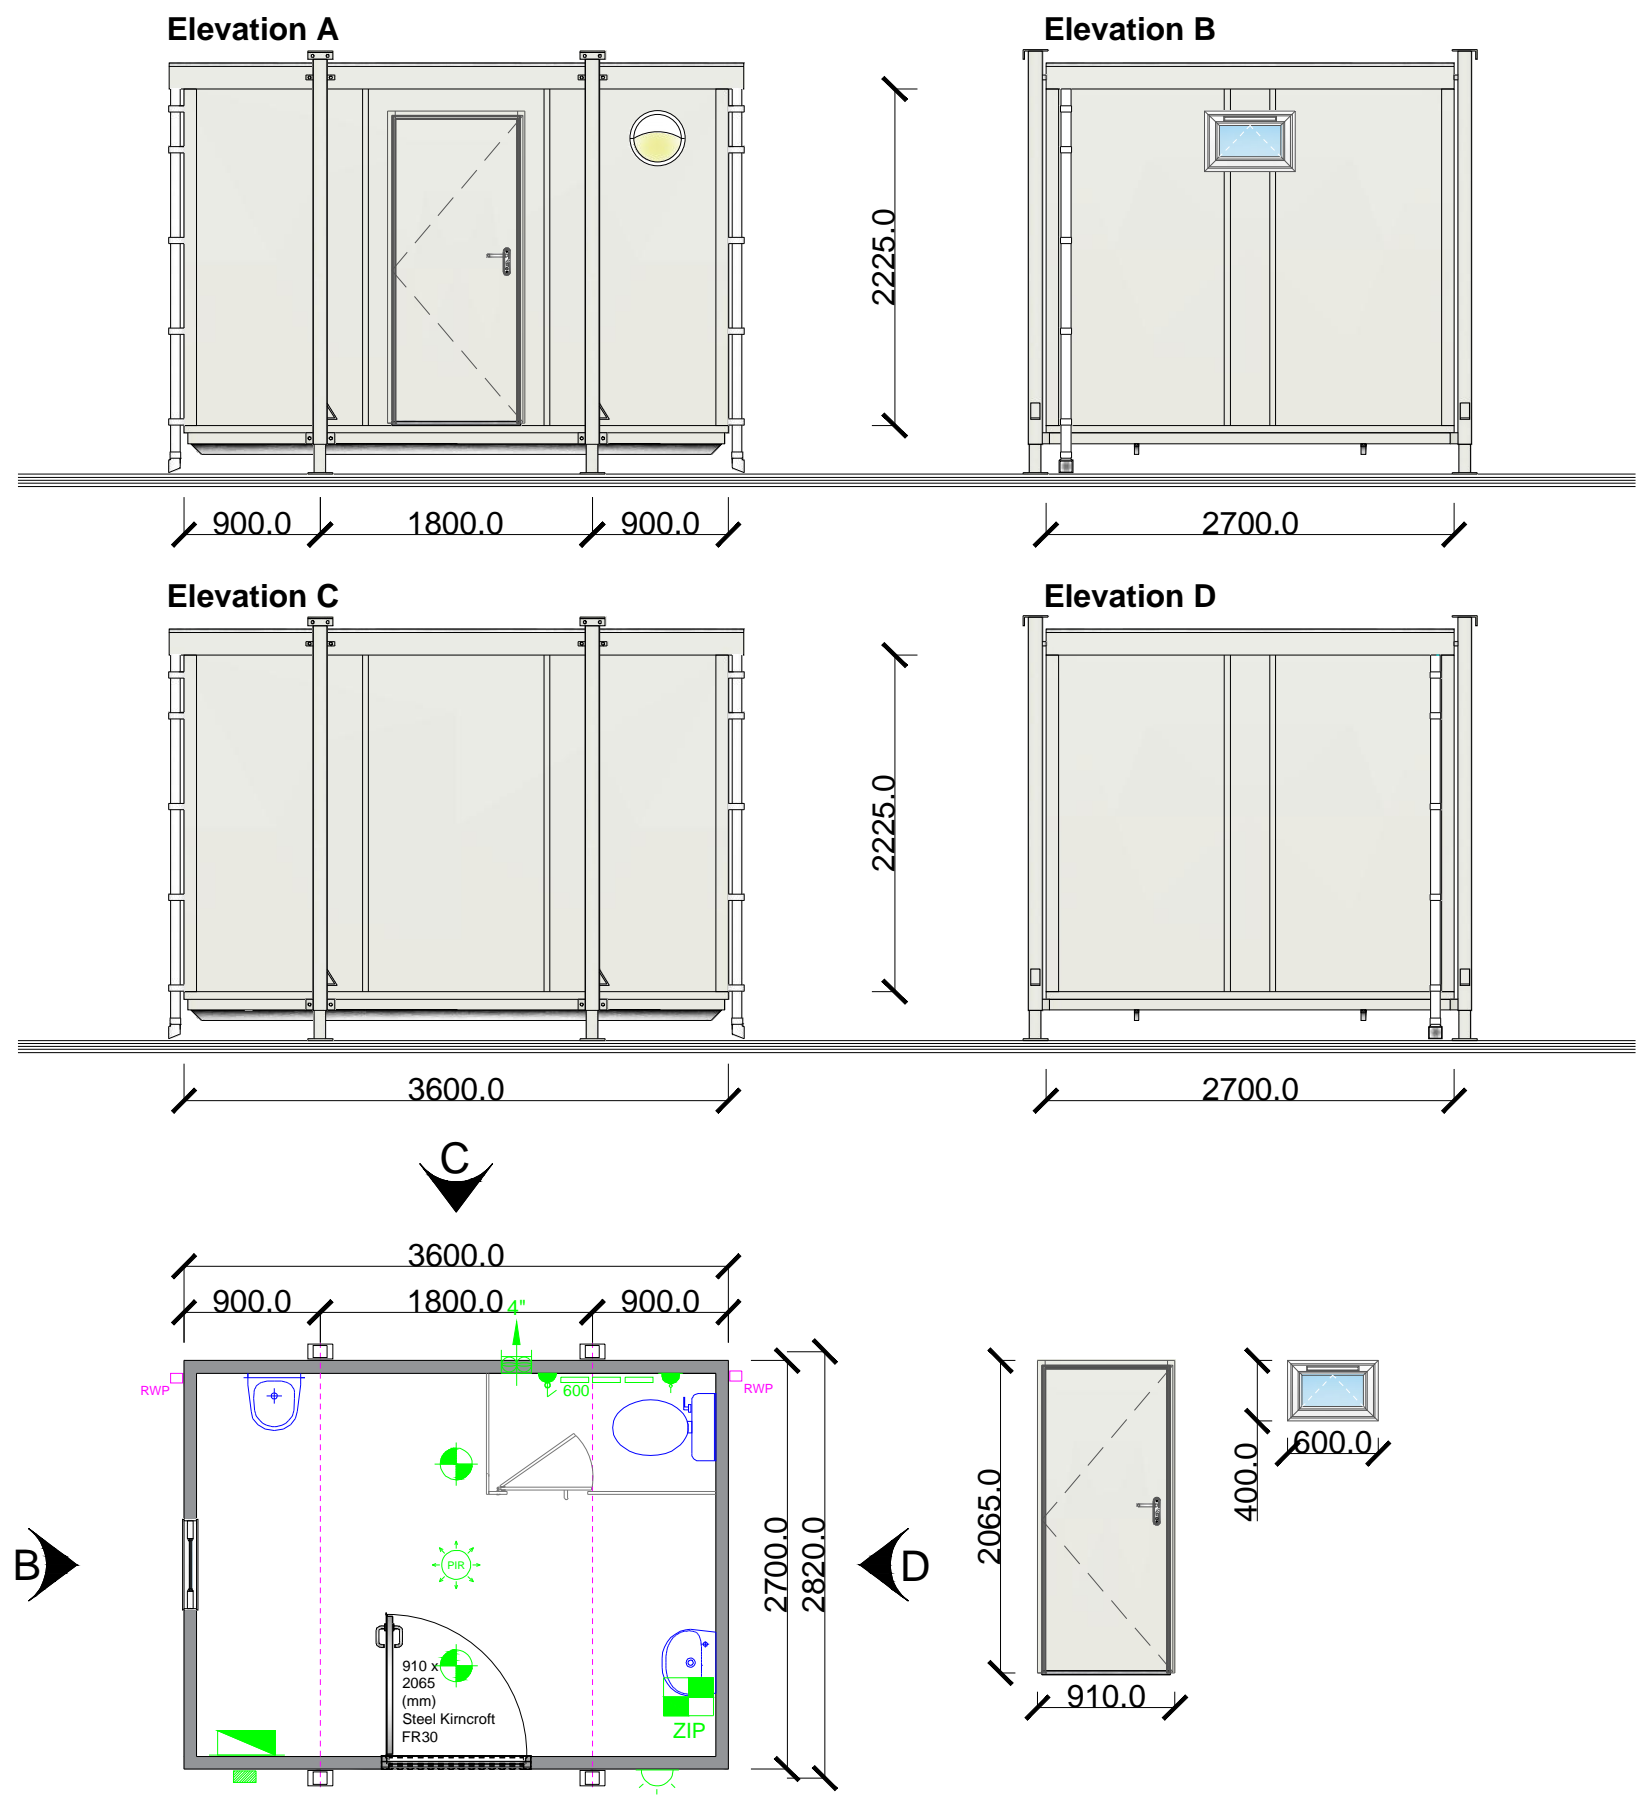 Elevation A
Elevation B
2225.0
900.0
1800.0
900.0
2700.0
Elevation C
Elevation D
2225.0
3600.0
2700.0
C
3600.0
900.0
1800.0
900.0
4"
RWP
RWP
600
B
PIR
D
2700.0
2820.0
910 x
2065
(mm)
Steel Kirncroft
FR30
ZIP
2065.0
910.0
400.0
600.0